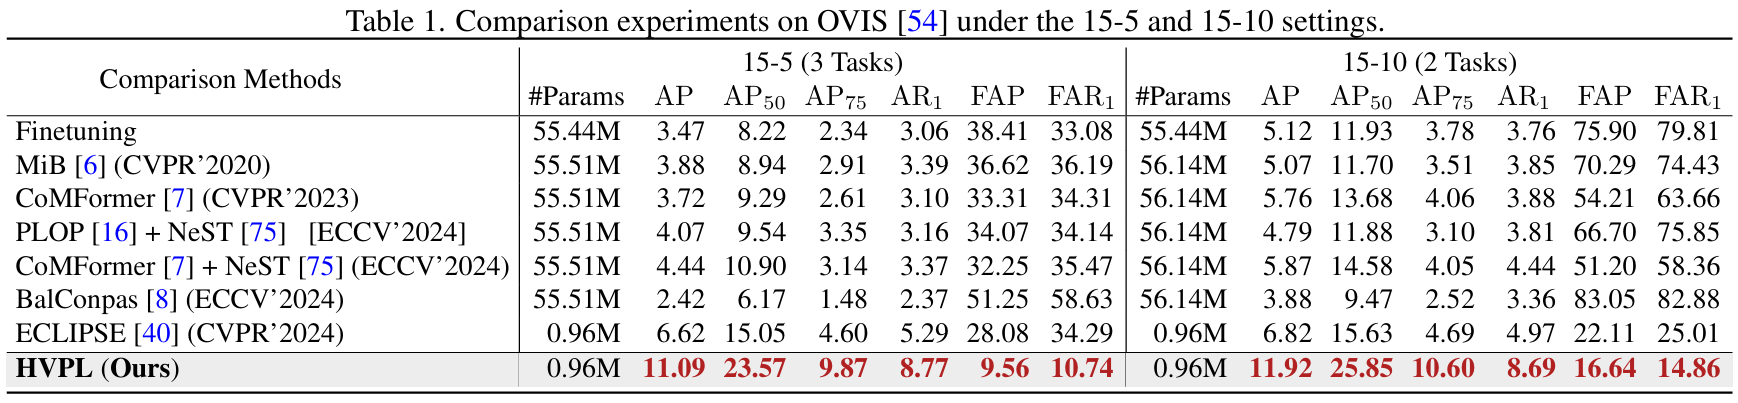 Table 1. Comparison experiments on OVIS [54] under the 15-5 and 15-10 settings.
Comparison Methods 15-5 (3 Tasks) 15-10 (2 Tasks)
#Params AP AP50 AP75 AR1 FAP FAR1 #Params AP AP50 AP75 AR1 FAP FAR1
Finetuning 55.44M 3.47 8.22 2.34 3.06 38.41 33.08 55.44M 5.12 11.93 3.78 3.76 75.90 79.81
MiB [6] (CVPR'2020) 55.51M 3.88 8.94 2.91 3.39 36.62 36.19 56.14M 5.07 11.70 3.51 3.85 70.29 74.43
CoMFormer [7] (CVPR'2023) 55.51M 3.72 9.29 2.61 3.10 33.31 34.31 56.14M 5.76 13.68 4.06 3.88 54.21 63.66
PLOP [16] + NeST [75] [ECCV'2024] 55.51M 4.07 9.54 3.35 3.16 34.07 34.14 56.14M 4.79 11.88 3.10 3.81 66.70 75.85
CoMFormer [7] + NeST [75] (ECCV'2024) 55.51M 4.44 10.90 3.14 3.37 32.25 35.47 56.14M 5.87 14.58 4.05 4.44 51.20 58.36
BalConpas [8] (ECCV'2024) 55.51M 2.42 6.17 1.48 2.37 51.25 58.63 56.14M 3.88 9.47 2.52 3.36 83.05 82.88
ECLIPSE [40] (CVPR'2024) 0.96M 6.62 15.05 4.60 5.29 28.08 34.29 0.96M 6.82 15.63 4.69 4.97 22.11 25.01
HVPL (Ours) 0.96M 11.09 23.57 9.87 8.77 9.56 10.74 0.96M 11.92 25.85 10.60 8.69 16.64 14.86